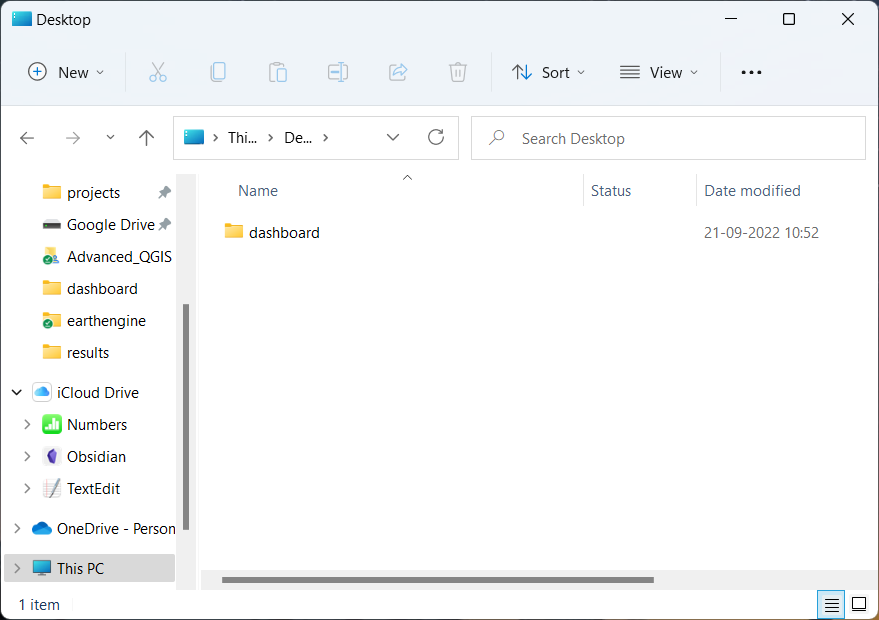 Desktop
New
Sort
View
Thi...
De...
Search Desktop
projects
Google Drive
Advanced_QGIS
dashboard
earthengine
results
iCloud Drive
Numbers
Obsidian
TextEdit
OneDrive - Person
This PC
Name Status Date modified
dashboard 21-09-2022 10:52
1 item